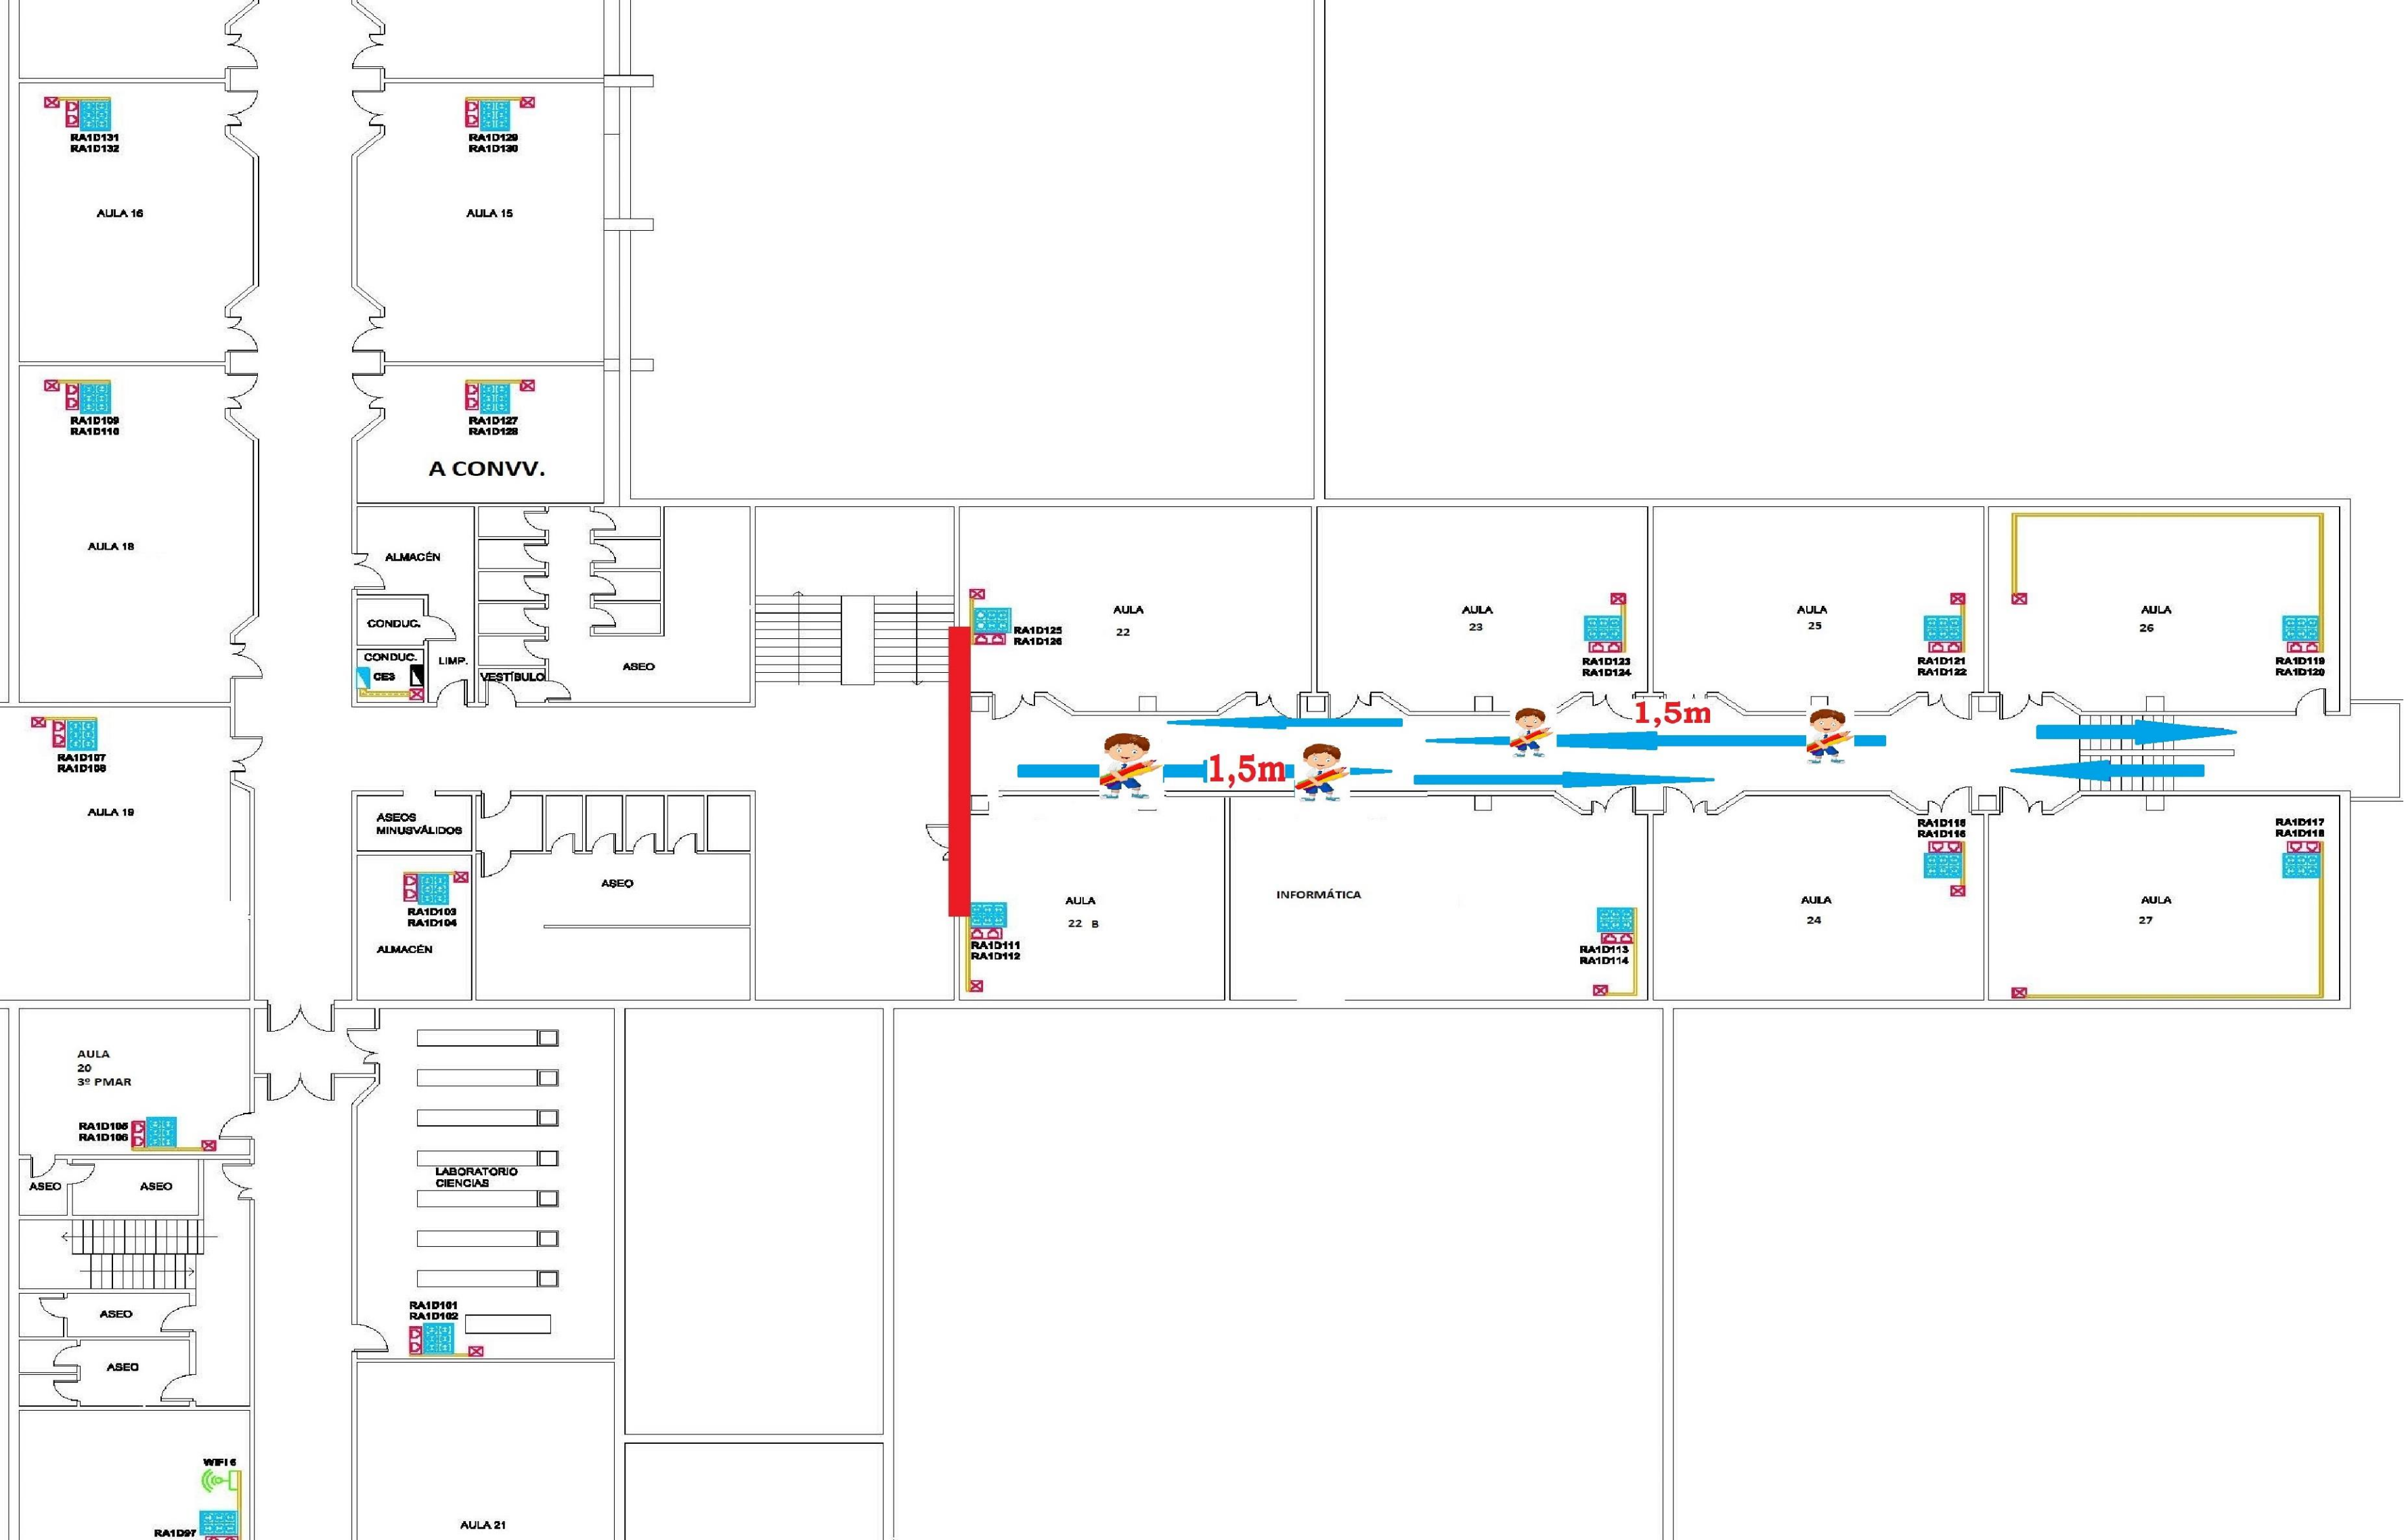 RA1D131
RA1D132
AULA 16
RA1D129
RA1D130
AULA 15
RA1D109
RA1D110
AULA 18
RA1D127
RA1D128
A CONVV.
ALMACÉN
CONDUC.
CONDUC.
CE3
LIMP.
VESTÍBULO
ASEO
RA1D125
RA1D126
AULA
22
AULA
23
RA1D123
RA1D124
AULA
25
RA1D121
RA1D122
AULA
26
RA1D119
RA1D120
1,5m
1,5m
RA1D107
RA1D108
AULA 19
ASEOS
MINUSVÁLIDOS
RA1D103
RA1D104
ALMACÉN
ASEO
AULA
22 B
RA1D111
RA1D112
INFORMÁTICA
RA1D113
RA1D114
RA1D115
RA1D116
AULA
24
RA1D117
RA1D118
AULA
27
AULA
20
3º PMAR
RA1D105
RA1D106
ASEO
ASEO
LABORATORIO
CIENCIAS
ASEO
ASEO
RA1D101
RA1D102
WIFI 6
RA1D97
AULA 21